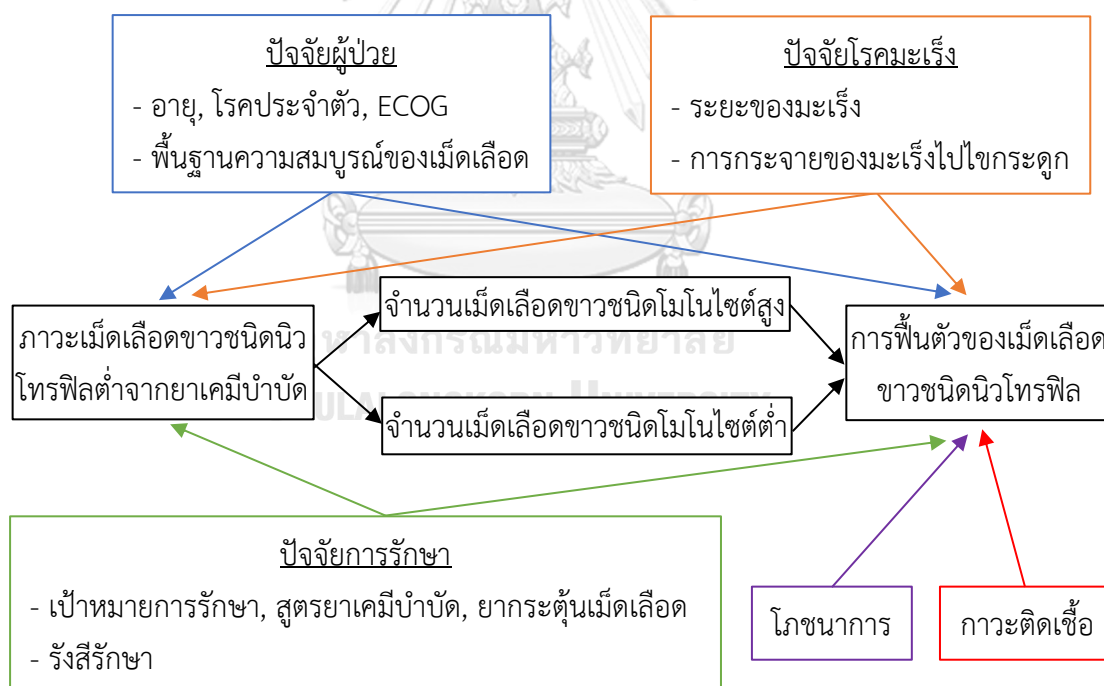 ปัจจัยผู้ป่วย
- อายุ, โรคประจำตัว, ECOG
- พื้นฐานความสมบูรณ์ของเม็ดเลือด
ปัจจัยโรคมะเร็ง
- ระยะของมะเร็ง
- การกระจายของมะเร็งไปไขกระดูก
ภาวะเม็ดเลือดขาวชนิดนิว
โทรฟิลต่ำจากยาเคมีบำบัด
จำนวนเม็ดเลือดขาวชนิดโมโนไซต์สูง
จำนวนเม็ดเลือดขาวชนิดโมโนไซต์ต่ำ
การฟื้นตัวของเม็ดเลือด
ขาวชนิดนิวโทรฟิล
ปัจจัยการรักษา
- เป้าหมายการรักษา, สูตรยาเคมีบำบัด, ยากระตุ้นเม็ดเลือด
- รังสีรักษา
โภชนาการ
ภาวะติดเชื้อ